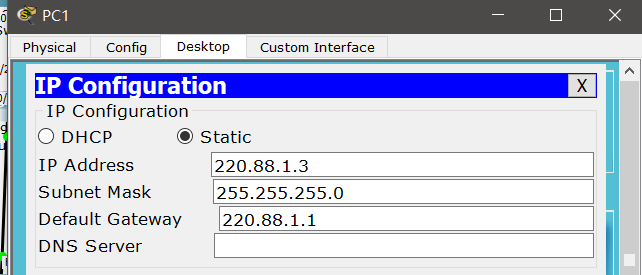 PC1
Physical Config Desktop Custom Interface
IP Configuration X
IP Configuration
DHCP Static
IP Address 220.88.1.3
Subnet Mask 255.255.255.0
Default Gateway 220.88.1.1
DNS Server